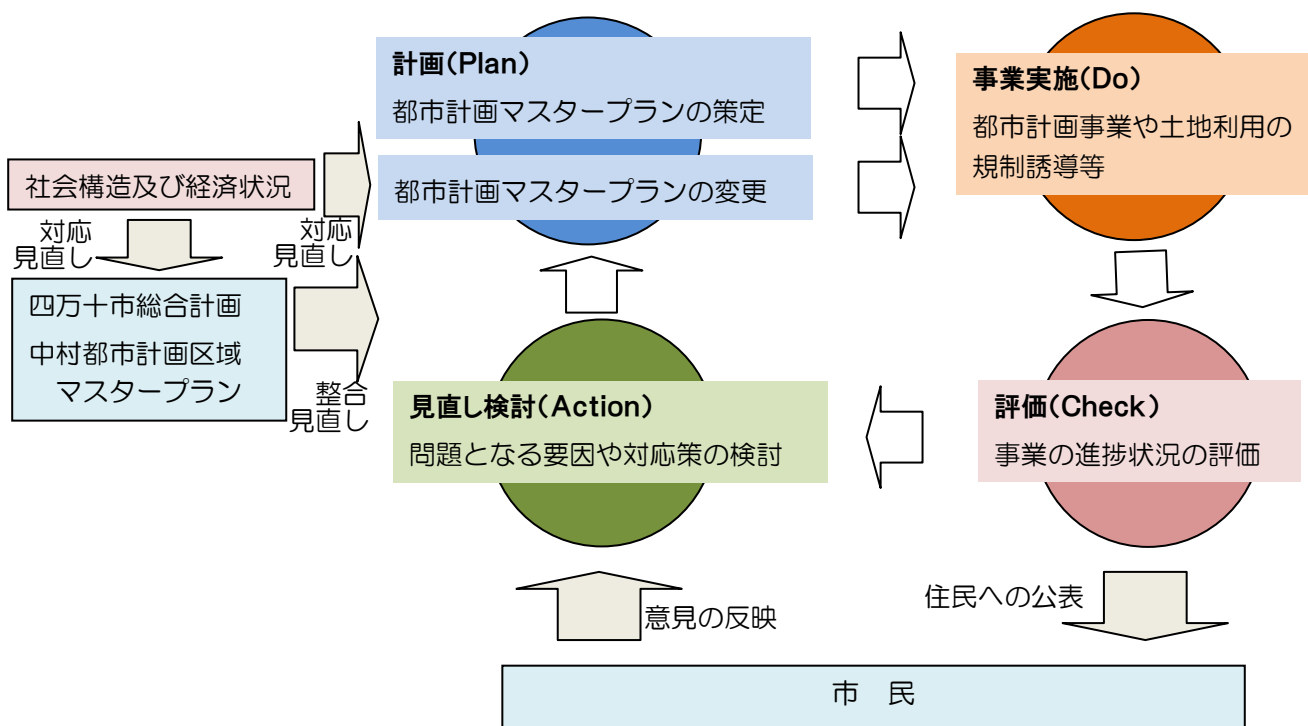 計画(Plan)
都市計画マスタープランの策定
都市計画マスタープランの変更
事業実施(Do)
都市計画事業や土地利用の
規制誘導等
社会構造及び経済状況
対応
見直し
対応
見直し
四万十市総合計画
中村都市計画区域
マスタープラン
整合
見直し
見直し検討(Action)
問題となる要因や対応策の検討
評価(Check)
事業の進捗状況の評価
意見の反映
住民への公表
市　民